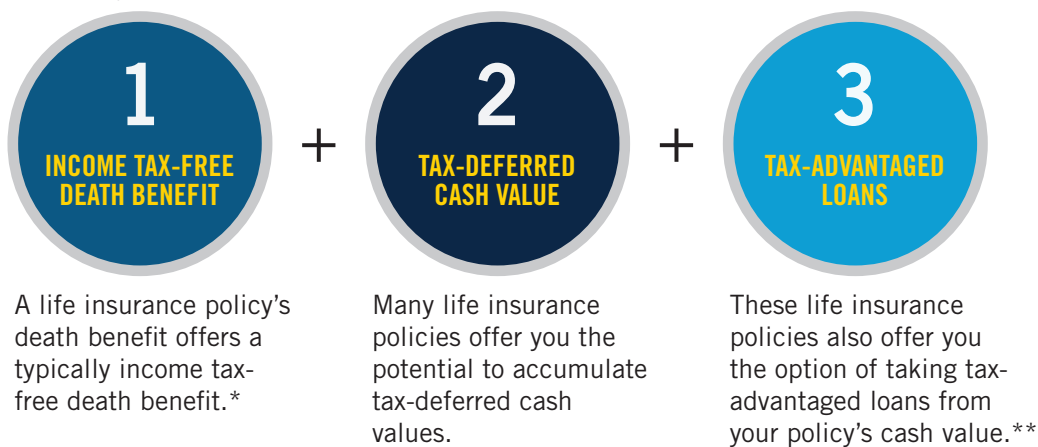 1
INCOME TAX-FREE
DEATH BENEFIT
A life insurance policy's
death benefit offers a
typically income tax-
free death benefit.*
+
2
TAX-DEFERRED
CASH VALUE
Many life insurance
policies offer you the
potential to accumulate
tax-deferred cash
values.
+
3
TAX-ADVANTAGED
LOANS
These life insurance
policies also offer you
the option of taking tax-
advantaged loans from
your policy's cash value.**